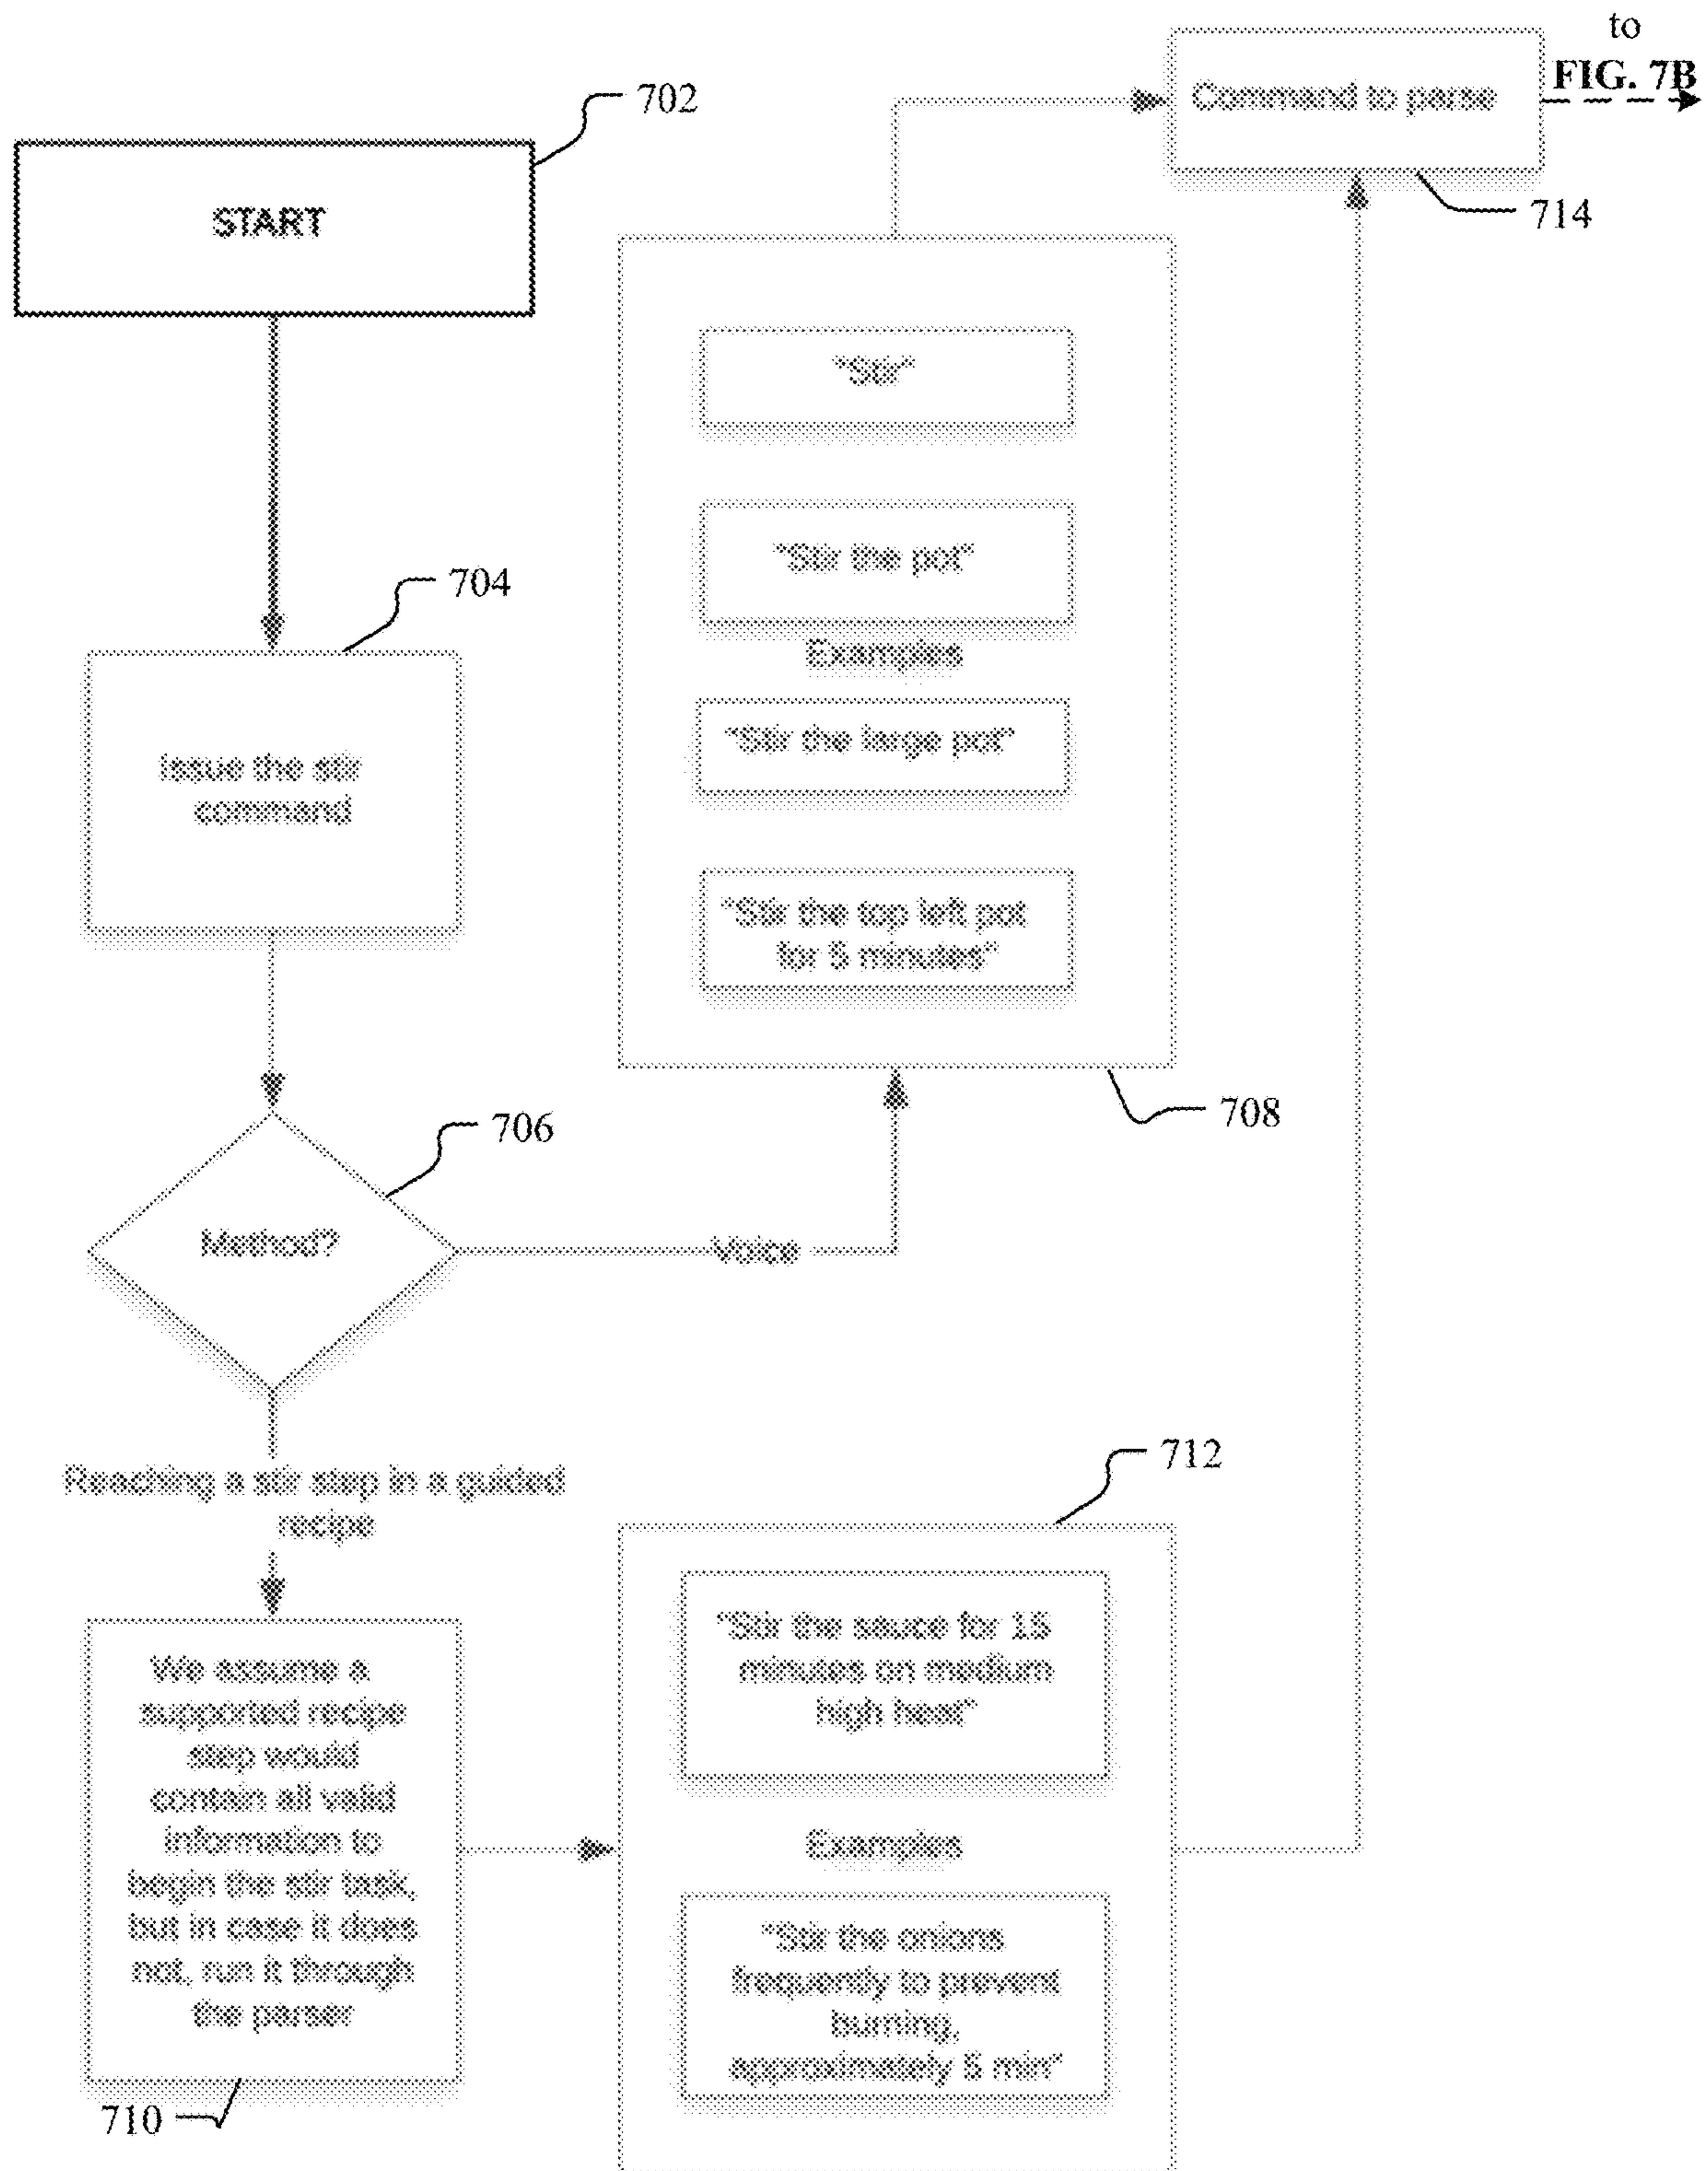 to
FIG. 7B
Command to parse
702
START
714
"Stir"
"Stir the pot"
704
Examples
"Stir the large pot"
Issue the stir
command
"Stir the top left pot
for 5 minutes"
708
706
Method?
Voice
712
Reaching a stir step in a guided
recipe
"Stir the sauce for 15
minutes on medium
high heat"
We assume a
supported recipe
step would
contain all valid
information to
begin the stir task,
but in case it does
not, run it through
the parser
Examples
"Stir the onions
frequently to prevent
burning,
approximately 5 min"
710